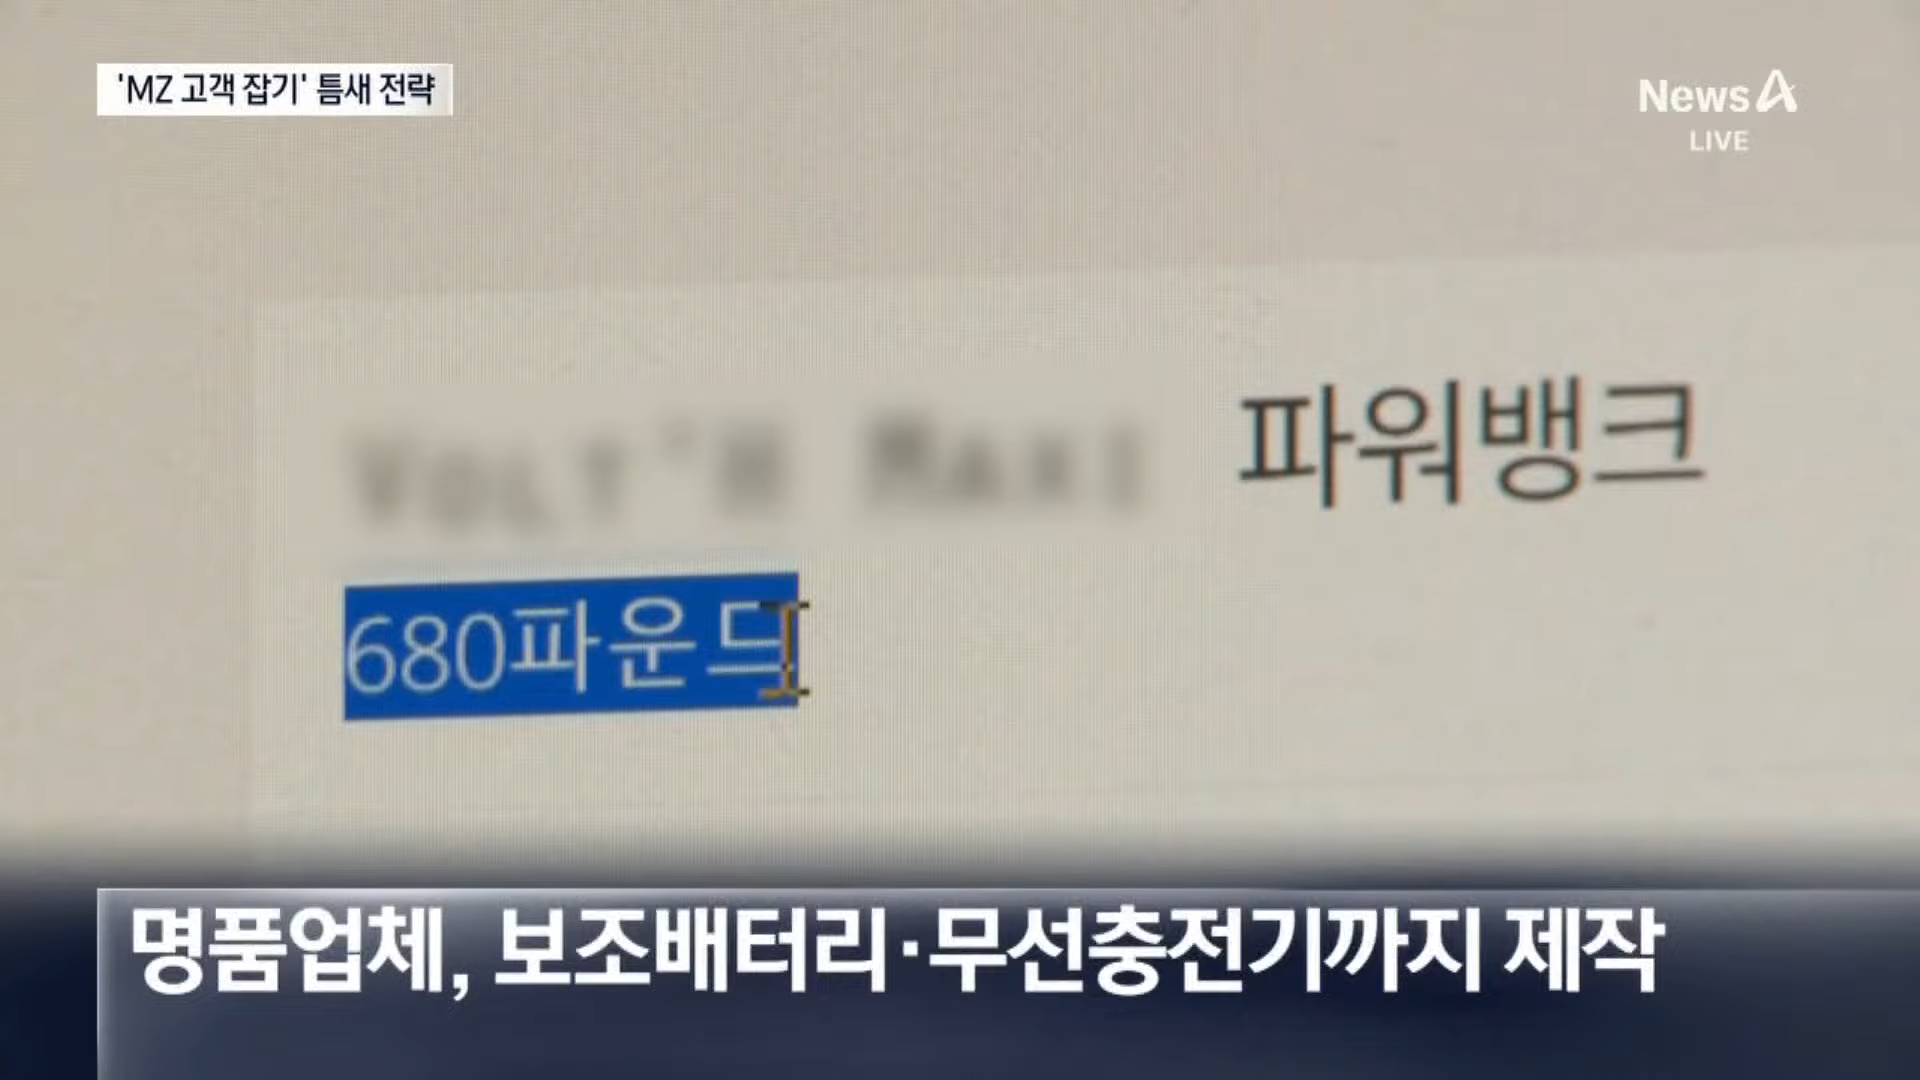 'MZ 고객 잡기' 틈새 전략
News A
LIVE
파워뱅크
680파운드
명품업체, 보조배터리·무선충전기까지 제작